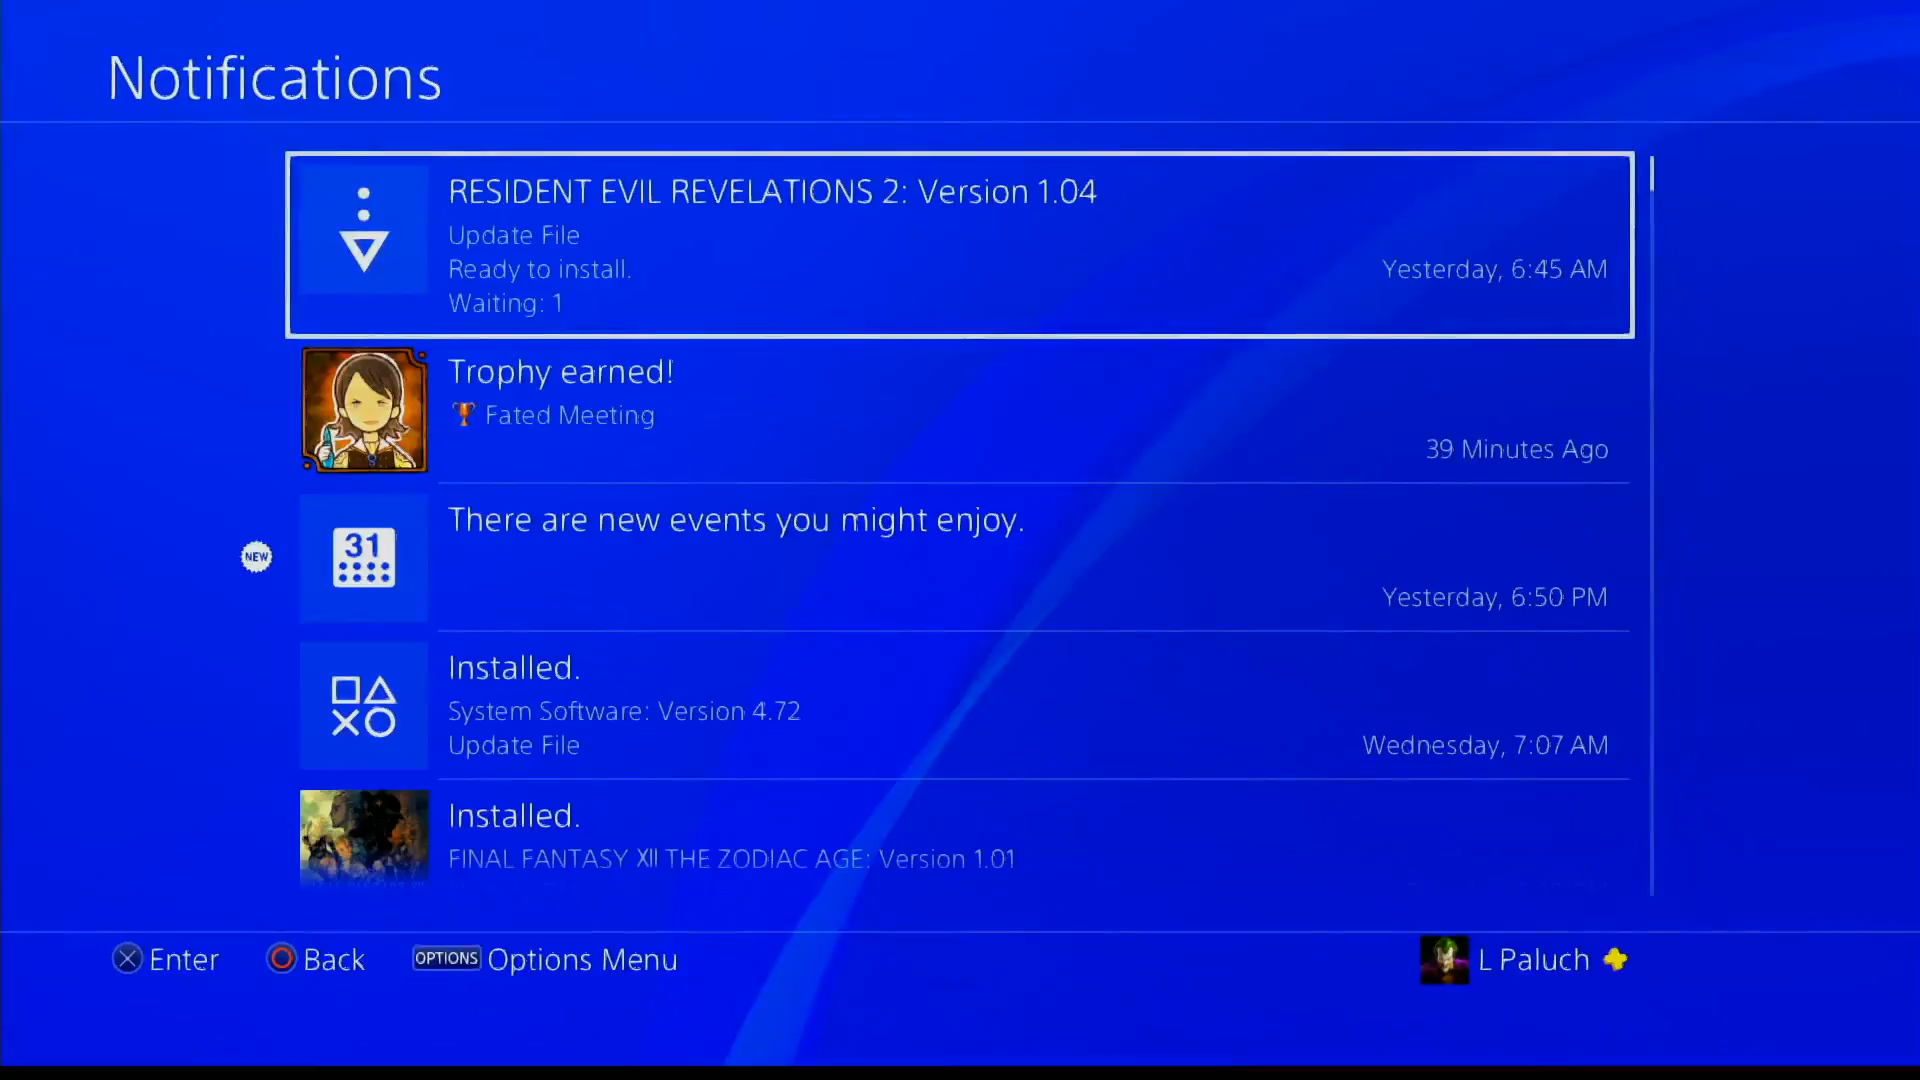 Notifications
RESIDENT EVIL REVELATIONS 2: Version 1.04
Update File
Ready to install.
Yesterday, 6:45 AM
Waiting: 1
Trophy earned!
Fated Meeting
39 Minutes Ago
There are new events you might enjoy.
31
NEW
Yesterday, 6:50 PM
Installed.
System Software: Version 4.72
Update File
Wednesday, 7:07 AM
Installed.
FINAL FANTASY XII THE ZODIAC AGE: Version 1.01
Enter
Back
OPTIONS Options Menu
L Paluch